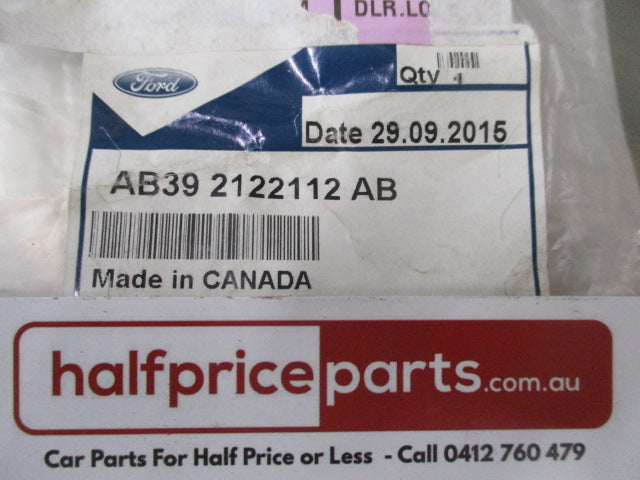 DLR.LO
Ford
Qty 1
Date 29.09.2015
AB39 2122112 AB
Made in CANADA
halfpriceparts.com.au
Car Parts For Half Price or Less - Call 0412 760 479